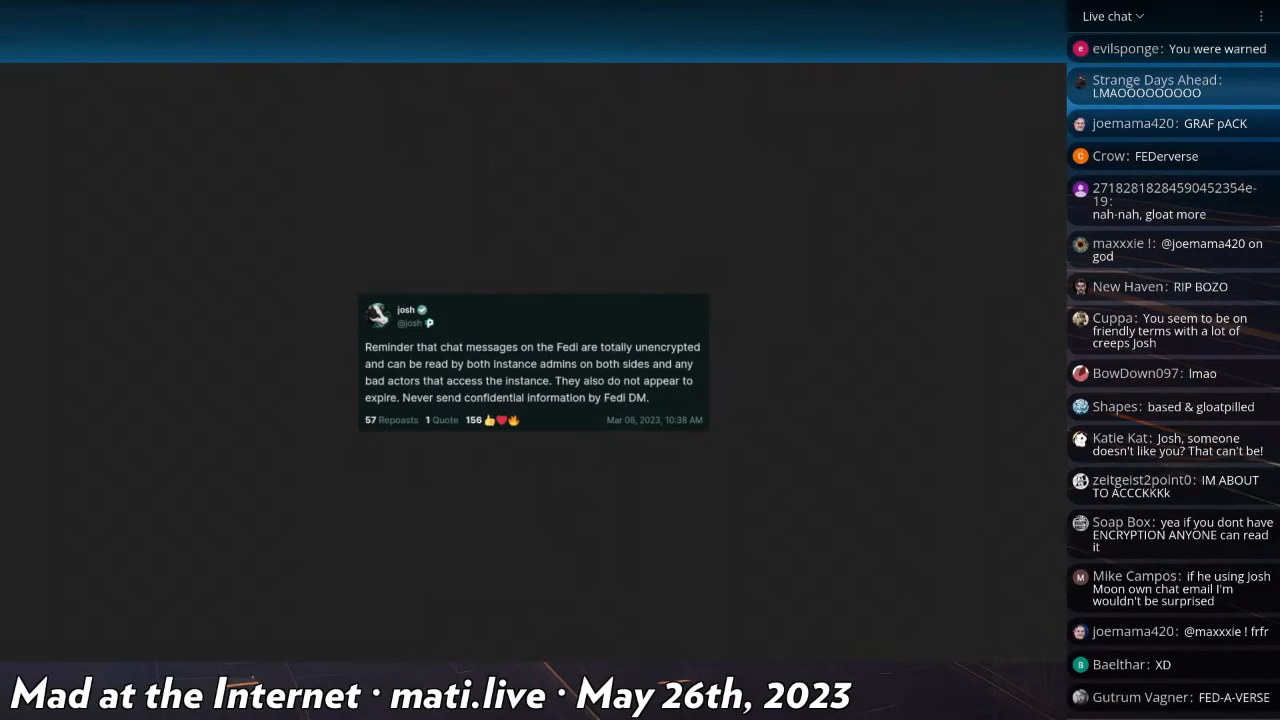 josh
@josh
Reminder that chat messages on the Fedi are totally unencrypted
and can be read by both instance admins on both sides and any
bad actors that access the instance. They also do not appear to
expire. Never send confidential information by Fedi DM.
57 Reposts 1 Quote 156 👍❤️🔥 Mar 06, 2023, 10:38 AM
Live chat
evilsponge: You were warned
Strange Days Ahead:
LMAOOOOOOOOO
joemama420: GRAF pACK
Crow: FEDerverse
27182818284590452354e-
19:
nah-nah, gloat more
maxxxie !: @joemama420 on
god
New Haven: RIP BOZO
Cuppa: You seem to be on
friendly terms with a lot of
creeps Josh
BowDown097: lmao
Shapes: based & gloatpilled
Katie Kat: Josh, someone
doesn't like you? That can't be!
zeitgeist2point0: IM ABOUT
TO ACCCKKKk
Soap Box: yea if you dont have
ENCRYPTION ANYONE can read
it
Mike Campos: if he using Josh
Moon own chat email I'm
wouldn't be surprised
joemama420: @maxxxie ! frfr
Baelthar: XD
Gutrum Vagner: FED-A-VERSE
Mad at the Internet · mati.live · May 26th, 2023